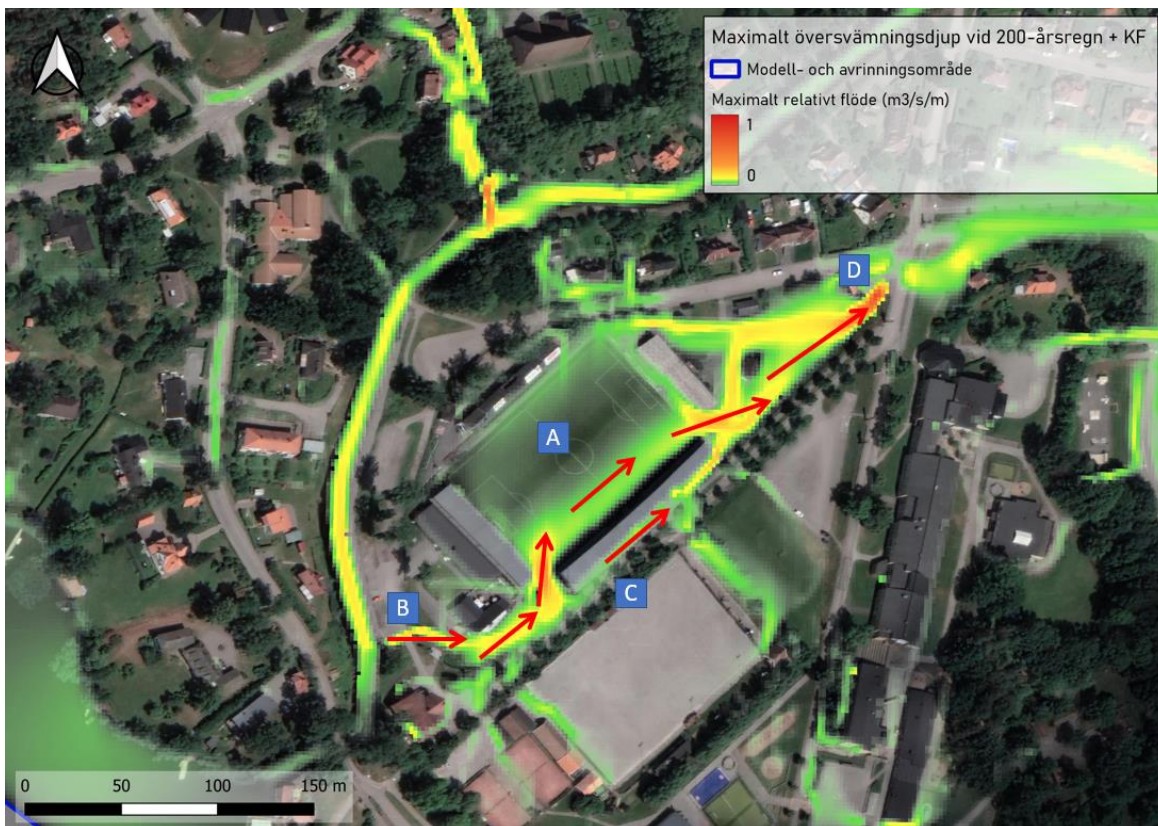 Maximalt översvämningsdjup vid 200-årsregn + KF
Modell- och avrinningsområde
Maximalt relativt flöde (m3/s/m)
1
0
D
A
B
C
0 50 100 150 m